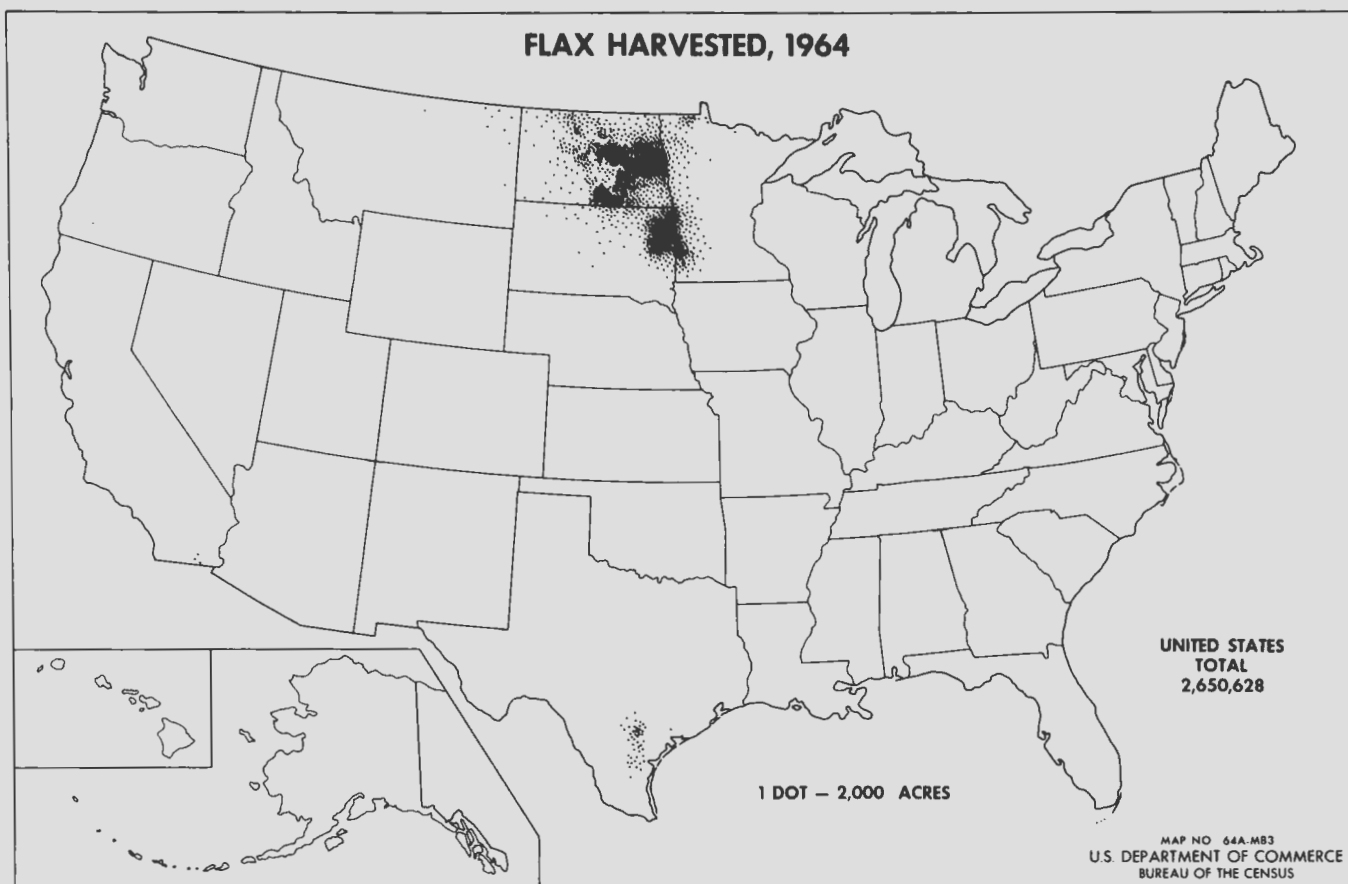 FLAX HARVESTED, 1964
UNITED STATES
TOTAL
2,650,628
1 DOT — 2,000 ACRES
MAP NO 64A-M83
U.S. DEPARTMENT OF COMMERCE
BUREAU OF THE CENSUS